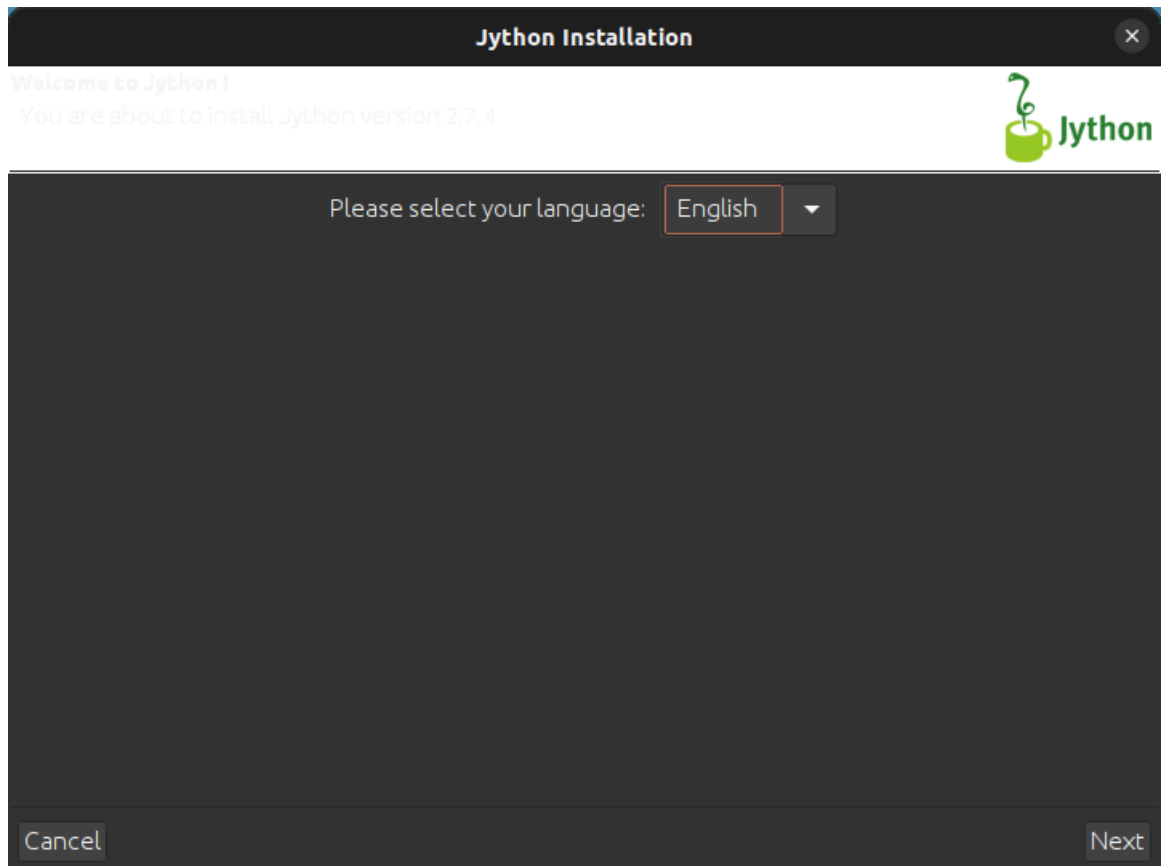 Jython Installation
Welcome to Jython !
You are about to install Jython version 2.7.4
Jython
Please select your language: English
Cancel Next